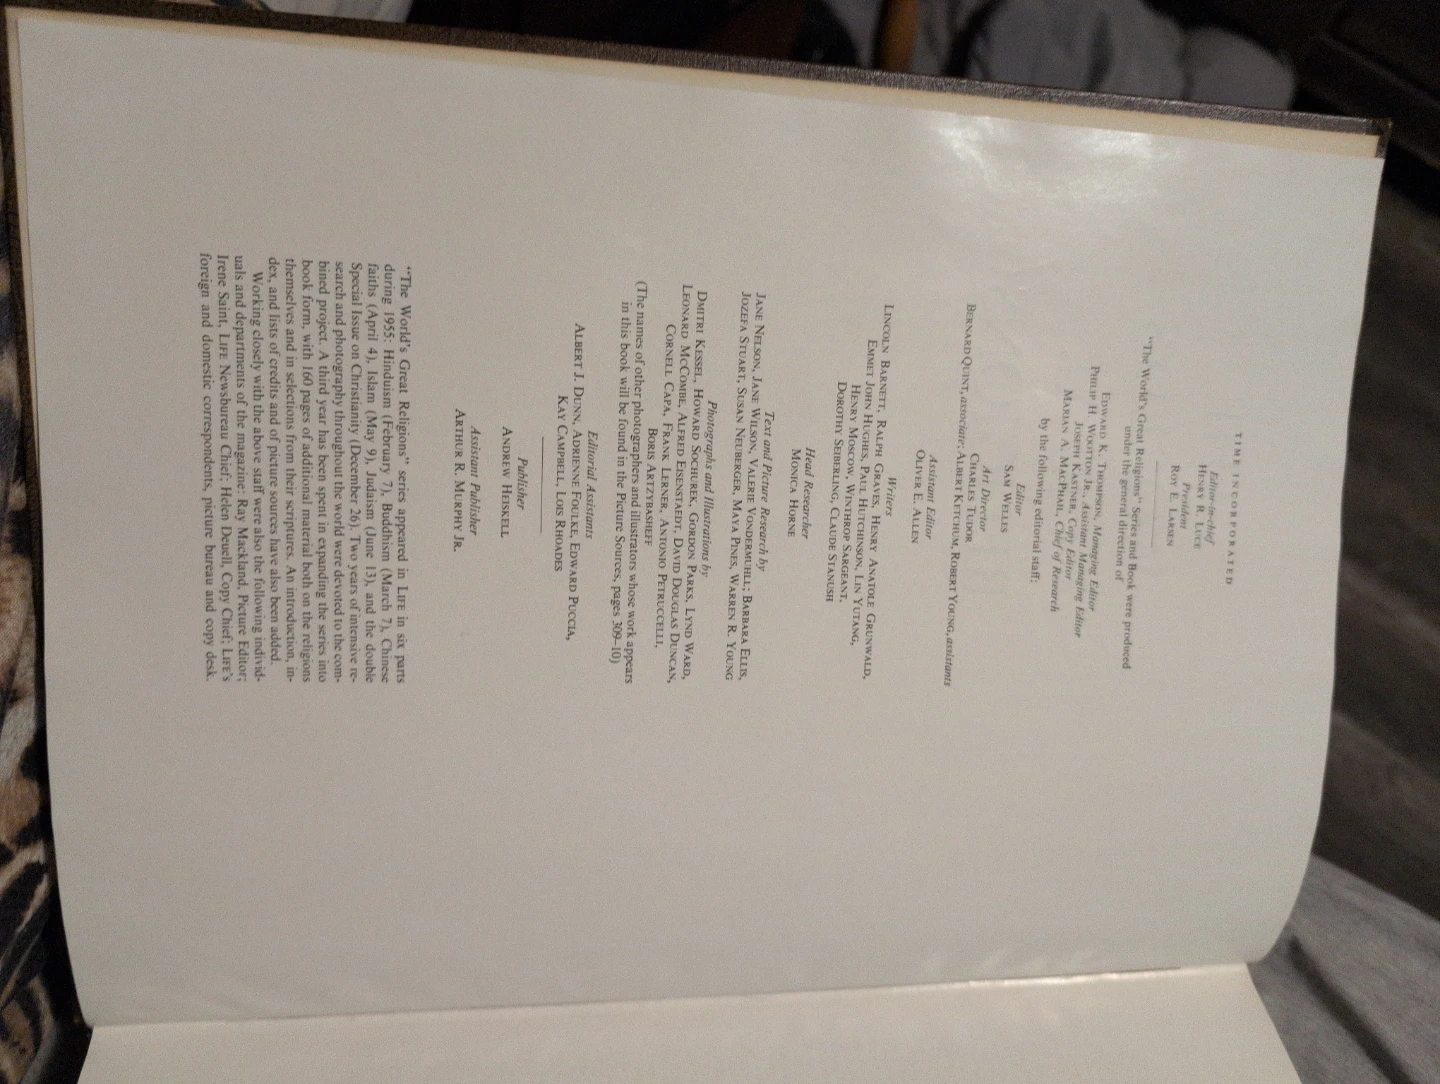 TIME INCORPORATED
Editor-in-chief
HENRY R. LUCE
President
ROY E. LARSEN
"The World's Great Religions" Series and Book were produced
under the general direction of
EDWARD K. THOMPSON, Managing Editor
PHILIP H. WOOTTON JR., Assistant Managing Editor
JOSEPH KASTNER, Copy Editor
MARIAN A. MACPHAIL, Chief of Research
by the following editorial staff:
Editor
SAM WELLES
Art Director
CHARLES TUDOR
BERNARD QUINT, associate; ALBERT KETCHUM, ROBERT YOUNG, assistants
Assistant Editor
OLIVER E. ALLEN
Writers
LINCOLN BARNETT, RALPH GRAVES, HENRY ANATOLE GRUNWALD,
EMMET JOHN HUGHES, PAUL HUTCHINSON, LIN YUTANG,
HENRY MOSCOW, WINTHROP SARGEANT,
DOROTHY SEIBERLING, CLAUDE STANUSH
Head Researcher
MONICA HORNE
Text and Picture Research by
JANE NELSON, JANE WILSON, VALERIE VONDERMUHLL; BARBARA ELLIS,
JOZEFA STUART, SUSAN NEUBERGER, MAYA PINES, WARREN R. YOUNG
Photographs and Illustrations by
DMITRI KESSEL, HOWARD SOCHUREK, GORDON PARKS, LYND WARD,
LEONARD MCCOMBE, ALFRED EISENSTAEDT, DAVID DOUGLAS DUNCAN,
CORNELL CAPA, FRANK LERNER, ANTONIO PETRUCCELLI,
BORIS ARTZYBASHEFF
(The names of other photographers and illustrators whose work appears
in this book will be found in the Picture Sources, pages 309–10)
Editorial Assistants
ALBERT J. DUNN, ADRIENNE FOULKE, EDWARD PUCCIA,
KAY CAMPBELL, LOIS RHOADES
Publisher
ANDREW HEISKELL
Assistant Publisher
ARTHUR R. MURPHY JR.
"The World's Great Religions" series appeared in LIFE in six parts
during 1955: Hinduism (February 7), Buddhism (March 7), Chinese
faiths (April 4), Islam (May 9), Judaism (June 13), and the double
Special Issue on Christianity (December 26). Two years of intensive re-
search and photography throughout the world were devoted to the com-
bined project. A third year has been spent in expanding the series into
book form, with 160 pages of additional material both on the religions
themselves and in selections from their scriptures. An introduction, in-
dex, and lists of credits and of picture sources have also been added.
Working closely with the above staff were also the following individ-
uals and departments of the magazine: Ray Mackland, Picture Editor;
Irene Saint, LIFE Newsbureau Chief; Helen Deuell, Copy Chief; LIFE's
foreign and domestic correspondents, picture bureau and copy desk.